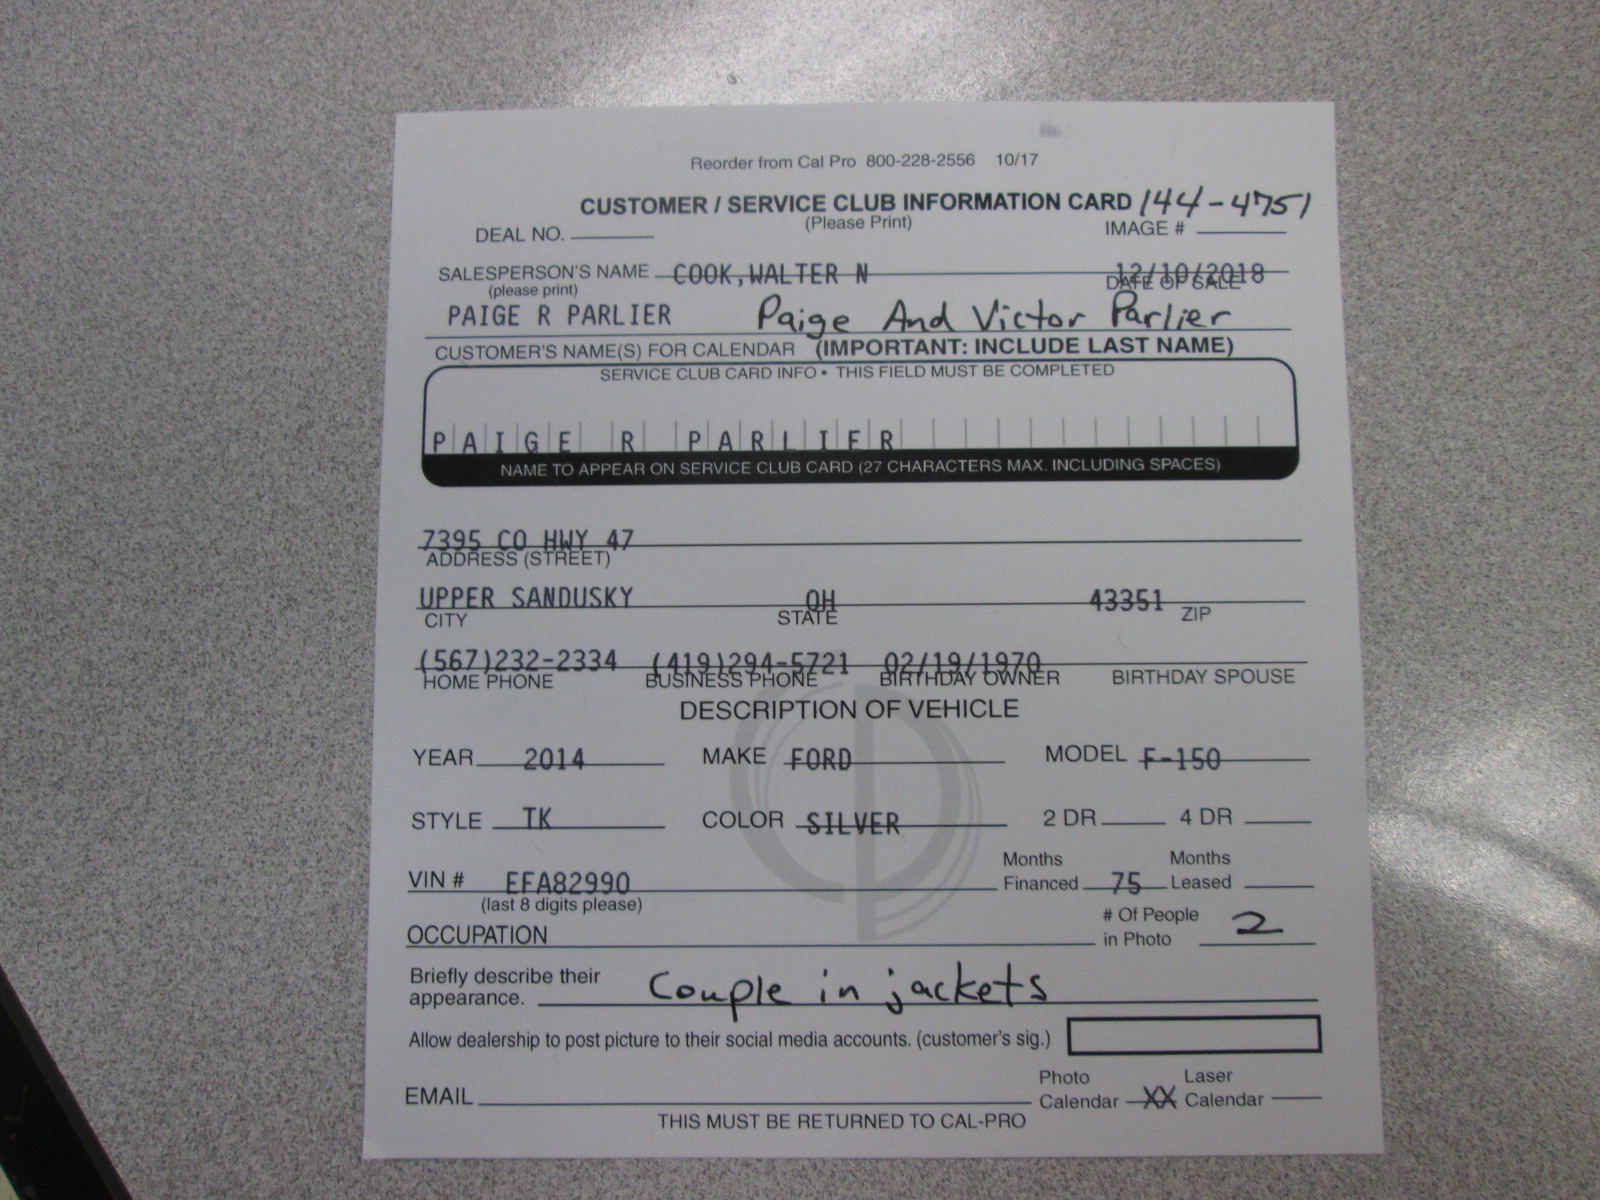 Reorder from Cal Pro 800-228-2556 10/17
CUSTOMER / SERVICE CLUB INFORMATION CARD 144-4751
(Please Print)
DEAL NO. IMAGE #
SALESPERSON'S NAME COOK,WALTER N 12/10/2018
(please print) DATE OF SALE
PAIGE R PARLIER Paige And Victor Parlier
CUSTOMER'S NAME(S) FOR CALENDAR (IMPORTANT: INCLUDE LAST NAME)
SERVICE CLUB CARD INFO • THIS FIELD MUST BE COMPLETED
PAIGE R PARLIER
NAME TO APPEAR ON SERVICE CLUB CARD (27 CHARACTERS MAX. INCLUDING SPACES)
7395 CO HWY 47
ADDRESS (STREET)
UPPER SANDUSKY OH 43351
CITY STATE ZIP
(567)232-2334 (419)294-5721 02/19/1970
HOME PHONE BUSINESS PHONE BIRTHDAY OWNER BIRTHDAY SPOUSE
DESCRIPTION OF VEHICLE
YEAR 2014 MAKE FORD MODEL F-150
STYLE TK COLOR SILVER 2 DR 4 DR
Months Months
VIN # EFA82990 Financed 75 Leased
(last 8 digits please)
# Of People
OCCUPATION in Photo 2
Briefly describe their
appearance. Couple in jackets
Allow dealership to post picture to their social media accounts. (customer's sig.)
Photo Laser
EMAIL Calendar XX Calendar
THIS MUST BE RETURNED TO CAL-PRO